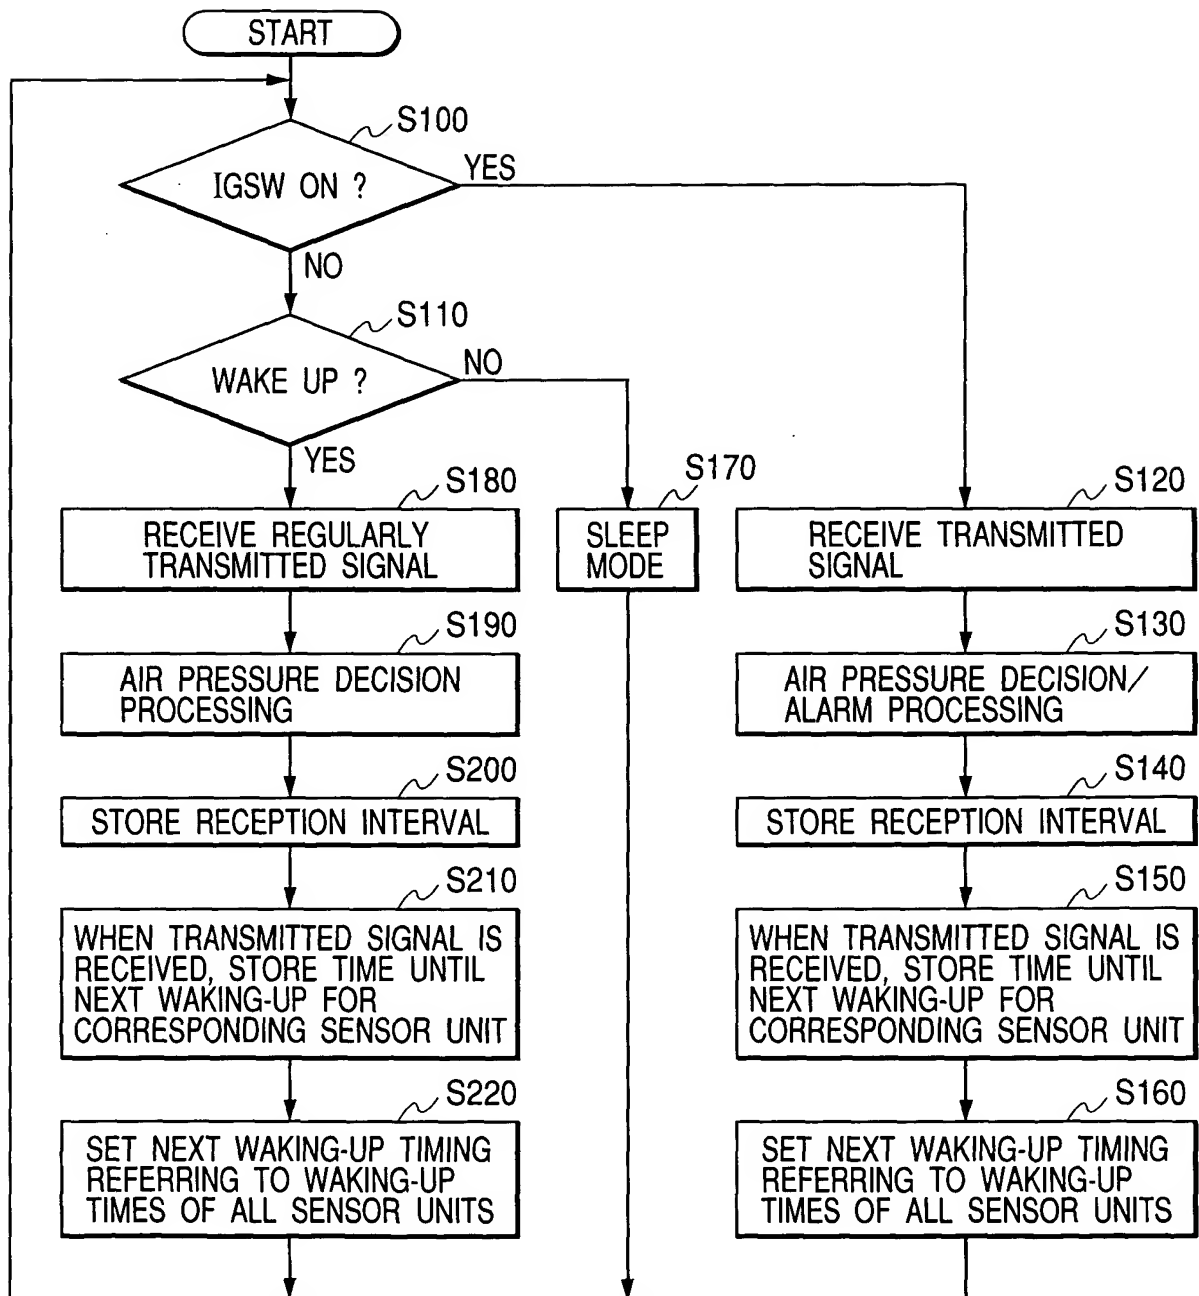 START
S100
IGSW ON ?
YES
NO
S110
WAKE UP ?
NO
YES
S180
RECEIVE REGULARLY
TRANSMITTED SIGNAL
S170
SLEEP
MODE
S120
RECEIVE TRANSMITTED
SIGNAL
S190
AIR PRESSURE DECISION
PROCESSING
S130
AIR PRESSURE DECISION/
ALARM PROCESSING
S200
STORE RECEPTION INTERVAL
S140
STORE RECEPTION INTERVAL
S210
WHEN TRANSMITTED SIGNAL IS
RECEIVED, STORE TIME UNTIL
NEXT WAKING-UP FOR
CORRESPONDING SENSOR UNIT
S150
WHEN TRANSMITTED SIGNAL IS
RECEIVED, STORE TIME UNTIL
NEXT WAKING-UP FOR
CORRESPONDING SENSOR UNIT
S220
SET NEXT WAKING-UP TIMING
REFERRING TO WAKING-UP
TIMES OF ALL SENSOR UNITS
S160
SET NEXT WAKING-UP TIMING
REFERRING TO WAKING-UP
TIMES OF ALL SENSOR UNITS